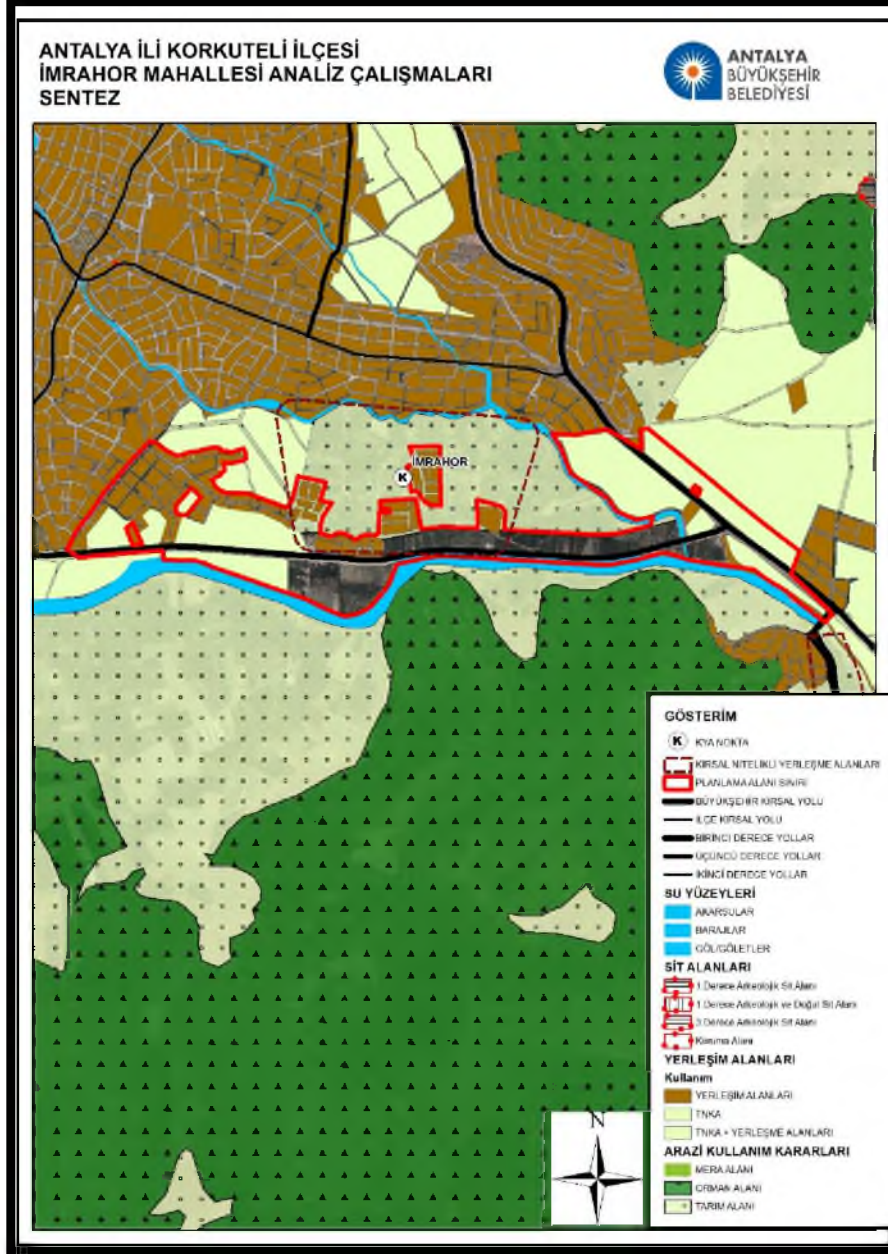 ANTALYA İLİ KORKUTELİ İLÇESİ
İMRAHOR MAHALLESİ ANALİZ ÇALIŞMALARI
SENTEZ
ANTALYA
BÜYÜKŞEHİR
BELEDİYESİ
İMRAHOR
K
GÖSTERİM
K KYA NOKTA
KIRSAL NİTELİKLİ YERLEŞME ALANLARI
PLANLAMA ALANI SINIRI
BÜYÜKŞEHİR KIRSAL YOLU
İLÇE KIRSAL YOLU
BİRİNCİ DERECE YOLLAR
ÜÇÜNCÜ DERECE YOLLAR
İKİNCİ DERECE YOLLAR
SU YÜZEYLERİ
AKARSULAR
BARAJLAR
GÖL/GÖLETLER
SİT ALANLARI
1.Derece Arkeolojik Sit Alanı
1.Derece Arkeolojik ve Doğal Sit Alanı
3.Derece Arkeolojik Sit Alanı
Koruma Alanı
YERLEŞİM ALANLARI
Kullanım
YERLEŞİM ALANLARI
TNKA
TNKA + YERLEŞME ALANLARI
ARAZİ KULLANIM KARARLARI
MERA ALANI
ORMAN ALANI
TARIM ALANI
N